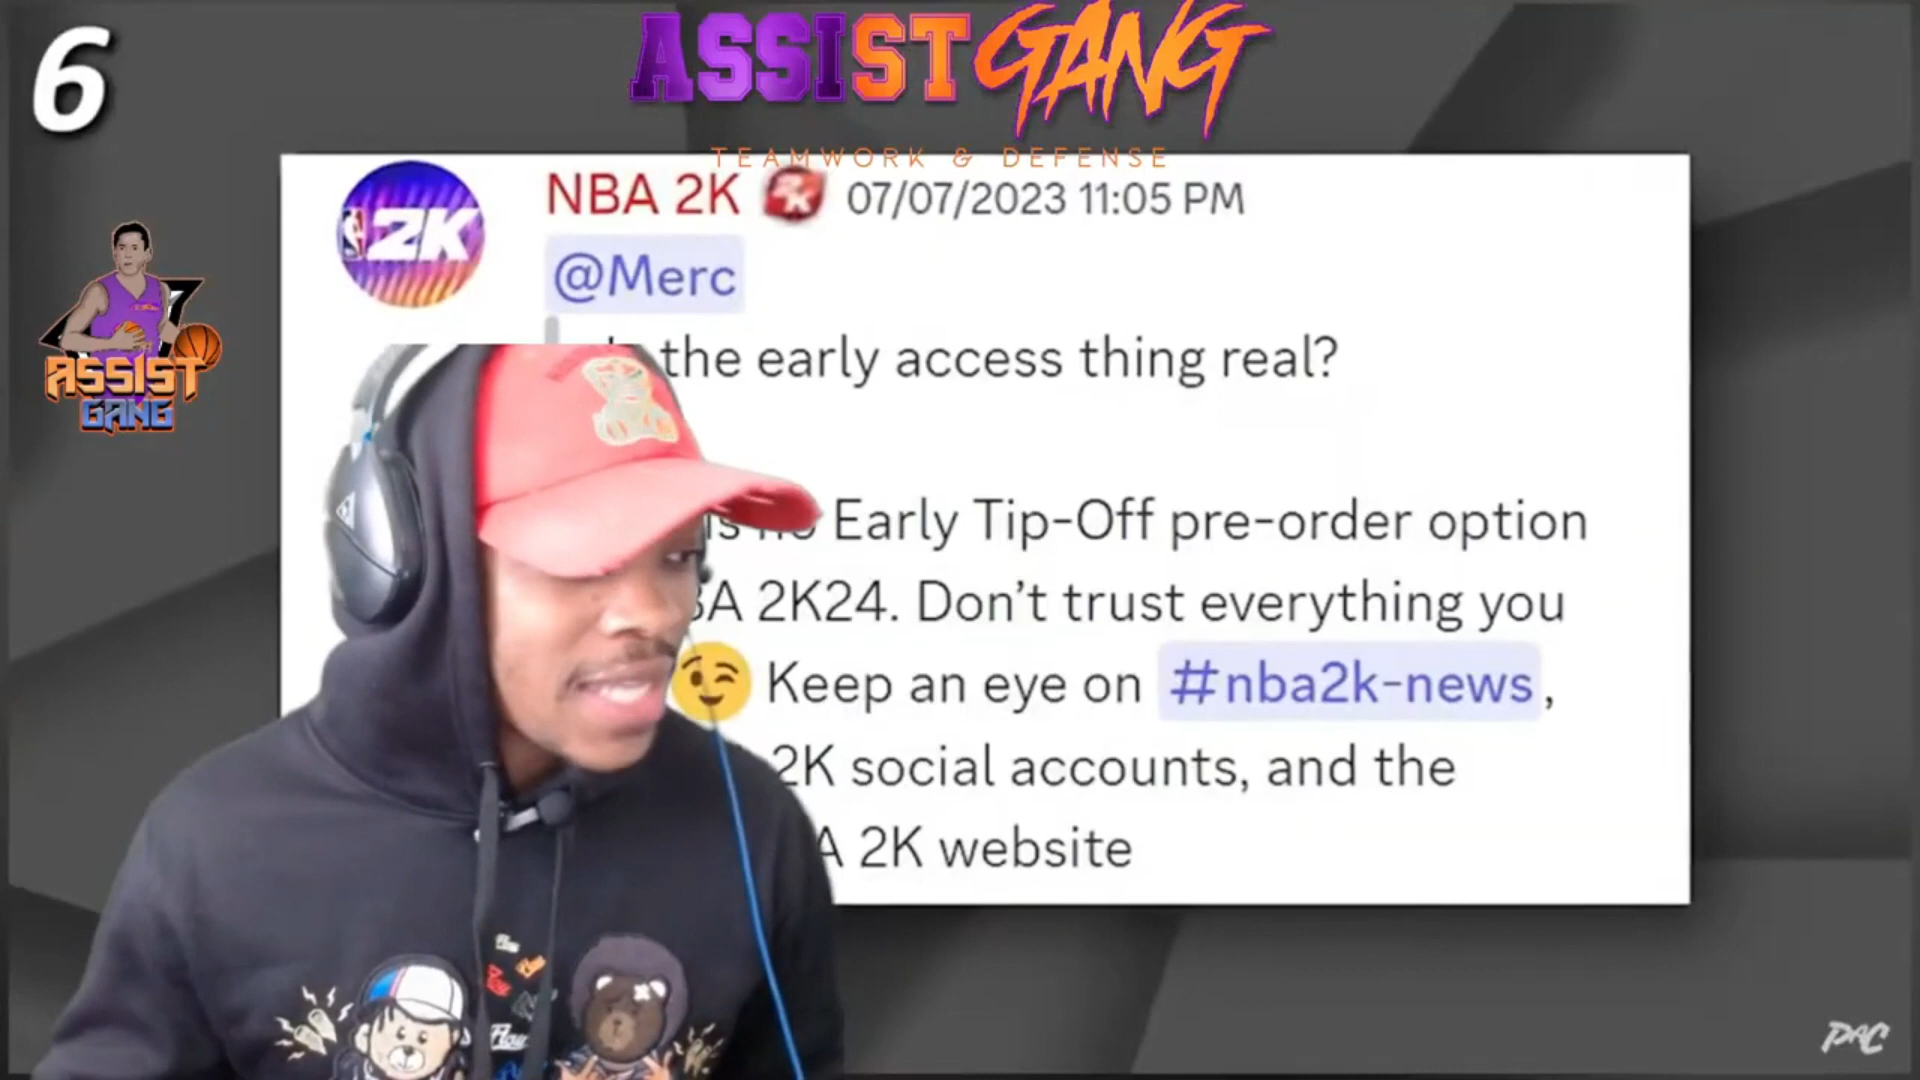 6
ASSIST GANG
TEAMWORK & DEFENSE
2K
NBA 2K 2K 07/07/2023 11:05 PM
@Merc
the early access thing real?
ASSIST
GANG
Early Tip-Off pre-order option
2K24. Don't trust everything you
Keep an eye on #nba2k-news,
2K social accounts, and the
2K website
PAC